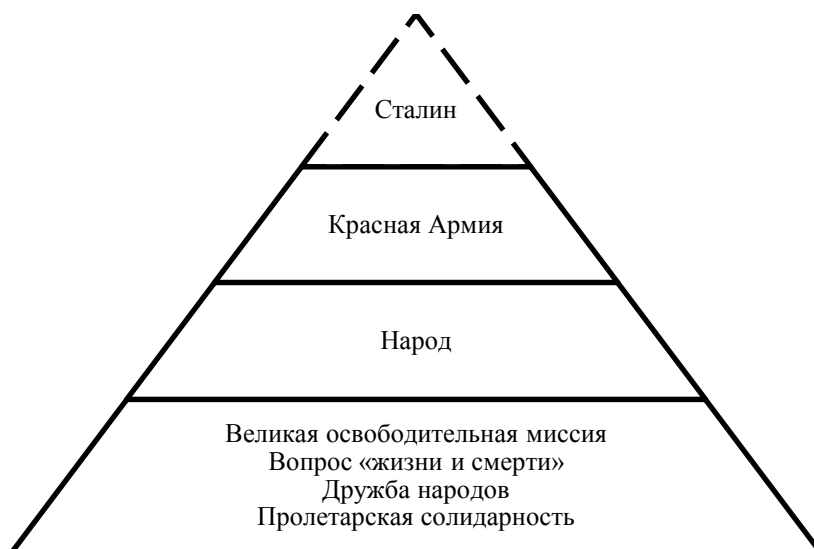 Сталин
Красная Армия
Народ
Великая освободительная миссия
Вопрос «жизни и смерти»
Дружба народов
Пролетарская солидарность